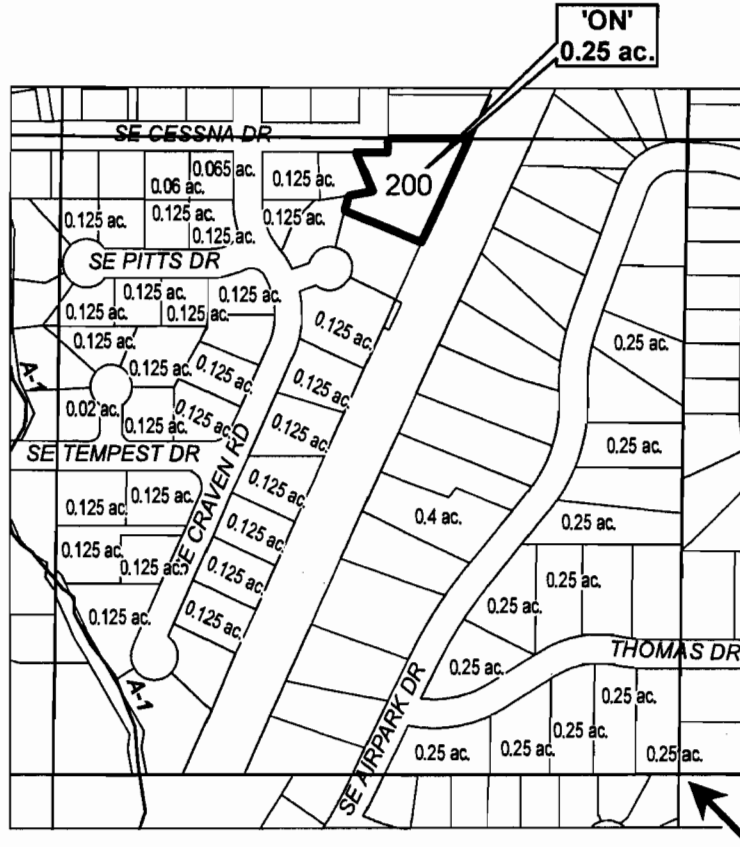 'ON'
0.25 ac.
SE CESSNA DR
0.065 ac.
0.06 ac.
0.125 ac.
200
0.125 ac.
0.125 ac.
0.125 ac.
0.125 ac.
SE PITTS DR
0.125 ac.
0.125 ac.
0.125 ac.
0.125 ac.
0.125 ac.
0.125 ac.
0.25 ac.
A-1
0.125 ac.
0.125 ac.
0.125 ac.
0.02 ac.
0.125 ac.
0.125 ac.
0.125 ac.
0.25 ac.
SE TEMPEST DR
SE CRAVEN RD
0.125 ac.
0.125 ac.
0.125 ac.
0.4 ac.
0.25 ac.
0.125 ac.
0.125 ac.
0.125 ac.
0.125 ac.
0.25 ac.
0.125 ac.
0.125 ac.
0.25 ac.
THOMAS DR
0.25 ac.
A-1
SE AIRPARK DR
0.25 ac.
0.25 ac.
0.25 ac.
0.25 ac.
0.25 ac.